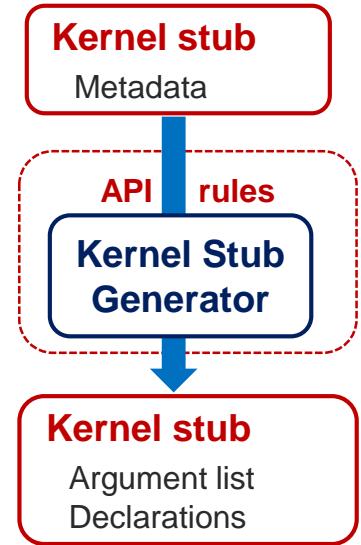 Kernel stub
Metadata
API rules
Kernel Stub
Generator
Kernel stub
Argument list
Declarations